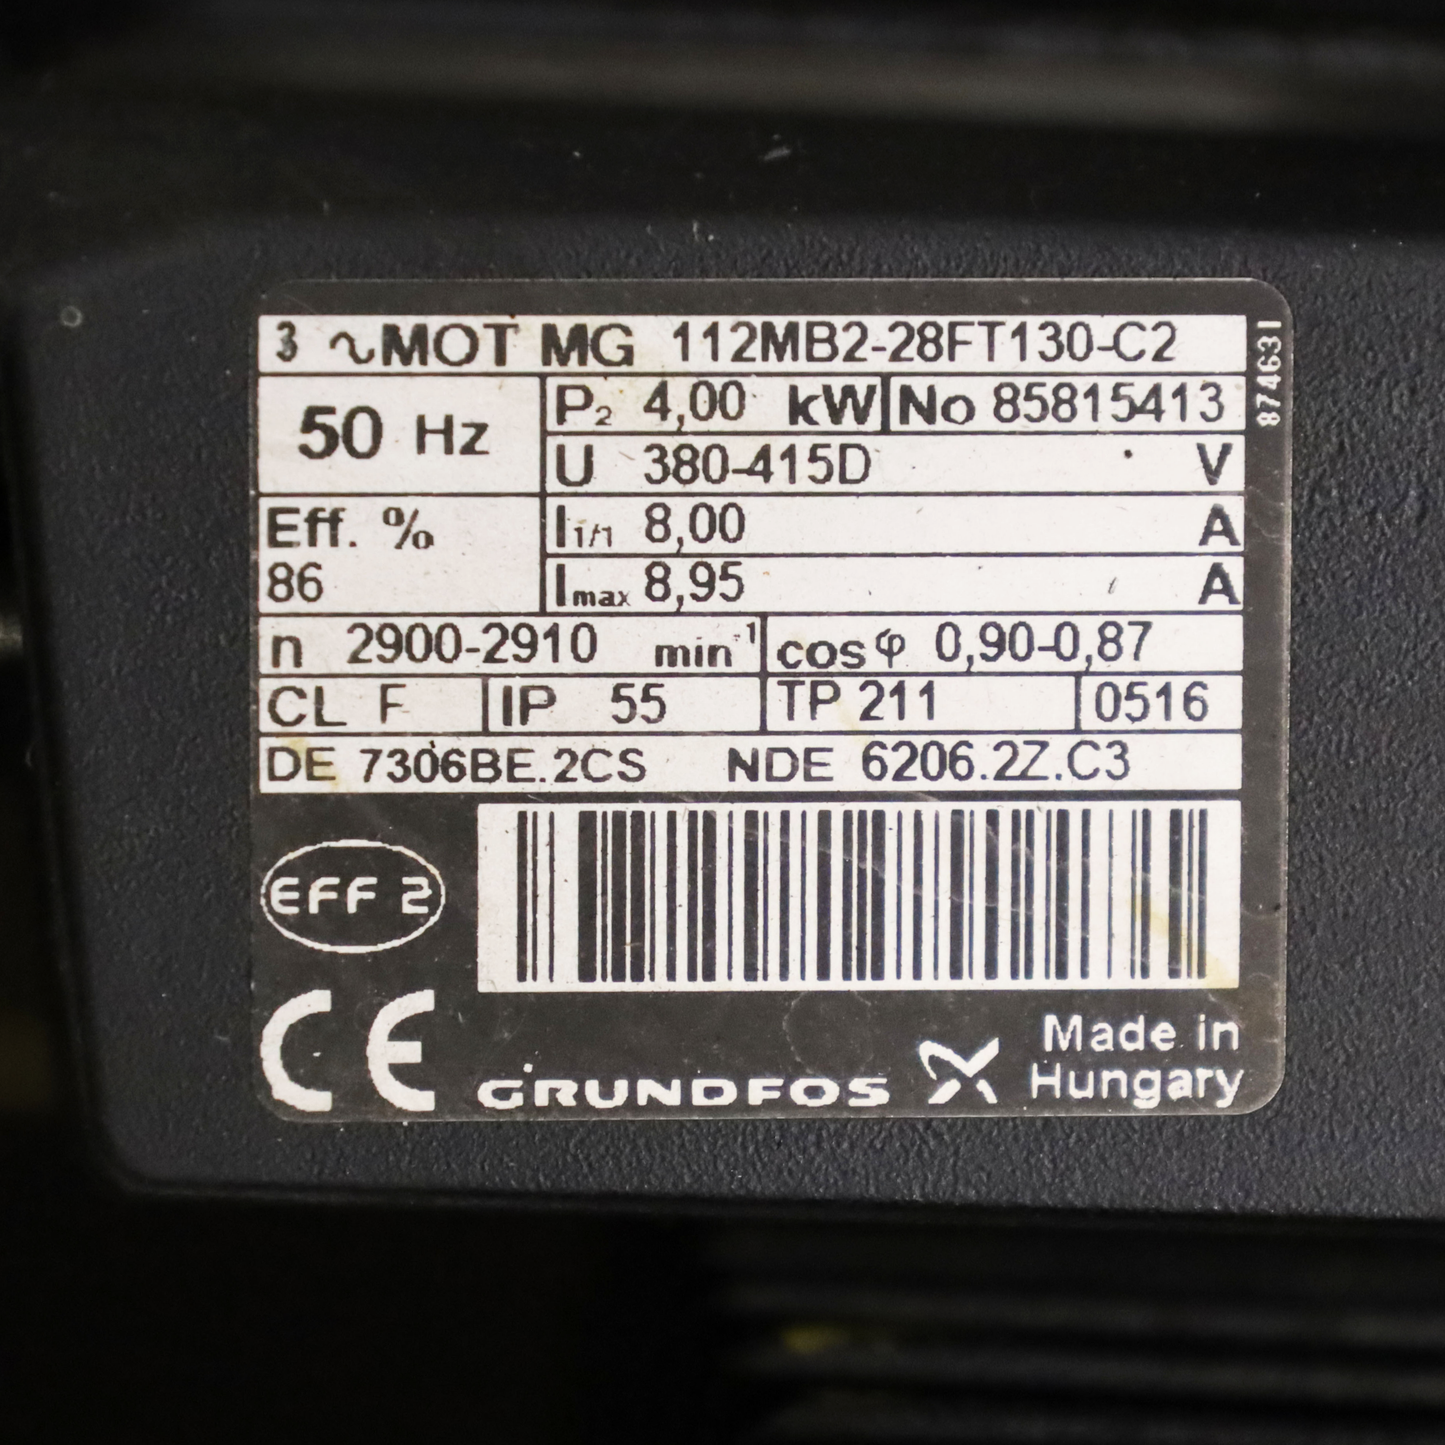 3 ~MOT MG 112MB2-28FT130-C2
50 Hz
P2 4,00 kW No 85815413
U 380-415D V
Eff. %
86
I1/1 8,00 A
Imax 8,95 A
n 2900-2910 min-1 cos φ 0,90-0,87
CL F IP 55 TP 211 0516
DE 7306BE.2CS NDE 6206.2Z.C3
EFF 2
CE
GRUNDFOS
Made in
Hungary
874631